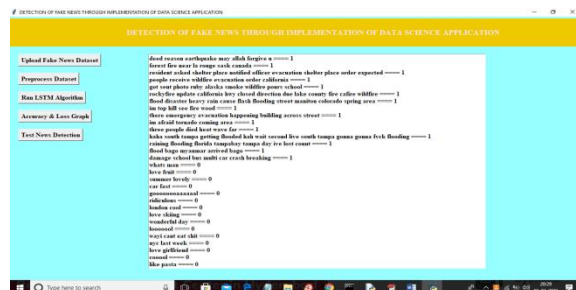 DETECTION OF FAKE NEWS THROUGH IMPLEMENTATION OF DATA SCIENCE APPLICATION
DETECTION OF FAKE NEWS THROUGH IMPLEMENTATION OF DATA SCIENCE APPLICATION
Upload Fake News Dataset
Preprocess Dataset
Run LSTM Algorithm
Accuracy & Loss Graph
Test News Detection
deed reason earthquake may allah forgive u ==== 1
forest fire near la ronge sask canada ==== 1
resident asked shelter place notified officer evacuation shelter place order expected ==== 1
people receive wildfire evacuation order california ==== 1
got sent photo ruby alaska smoke wildfire pours school ==== 1
rockyfire update california hwy closed direction due lake county fire cafire wildfire ==== 1
flood disaster heavy rain cause flash flooding street manitou colorado spring area ==== 1
im top hill see fire wood ==== 1
there emergency evacuation happening building across street ==== 1
im afraid tornado coming area ==== 1
three people died heat wave far ==== 1
haha south tampa getting flooded hah wait second live south tampa gonna gonna fvck flooding ==== 1
raining flooding florida tampabay tampa day ive lost count ==== 1
flood bago myanmar arrived bago ==== 1
damage school bus multi car crash breaking ==== 1
whats man ==== 0
love fruit ==== 0
summer lovely ==== 0
car fast ==== 0
goooooooaaaaaal ==== 0
ridiculous ==== 0
london cool ==== 0
love skiing ==== 0
wonderful day ==== 0
looooool ==== 0
wayi cant eat shit ==== 0
nyc last week ==== 0
love girlfriend ==== 0
cooool ==== 0
like pasta ==== 0
Type here to search
20:29